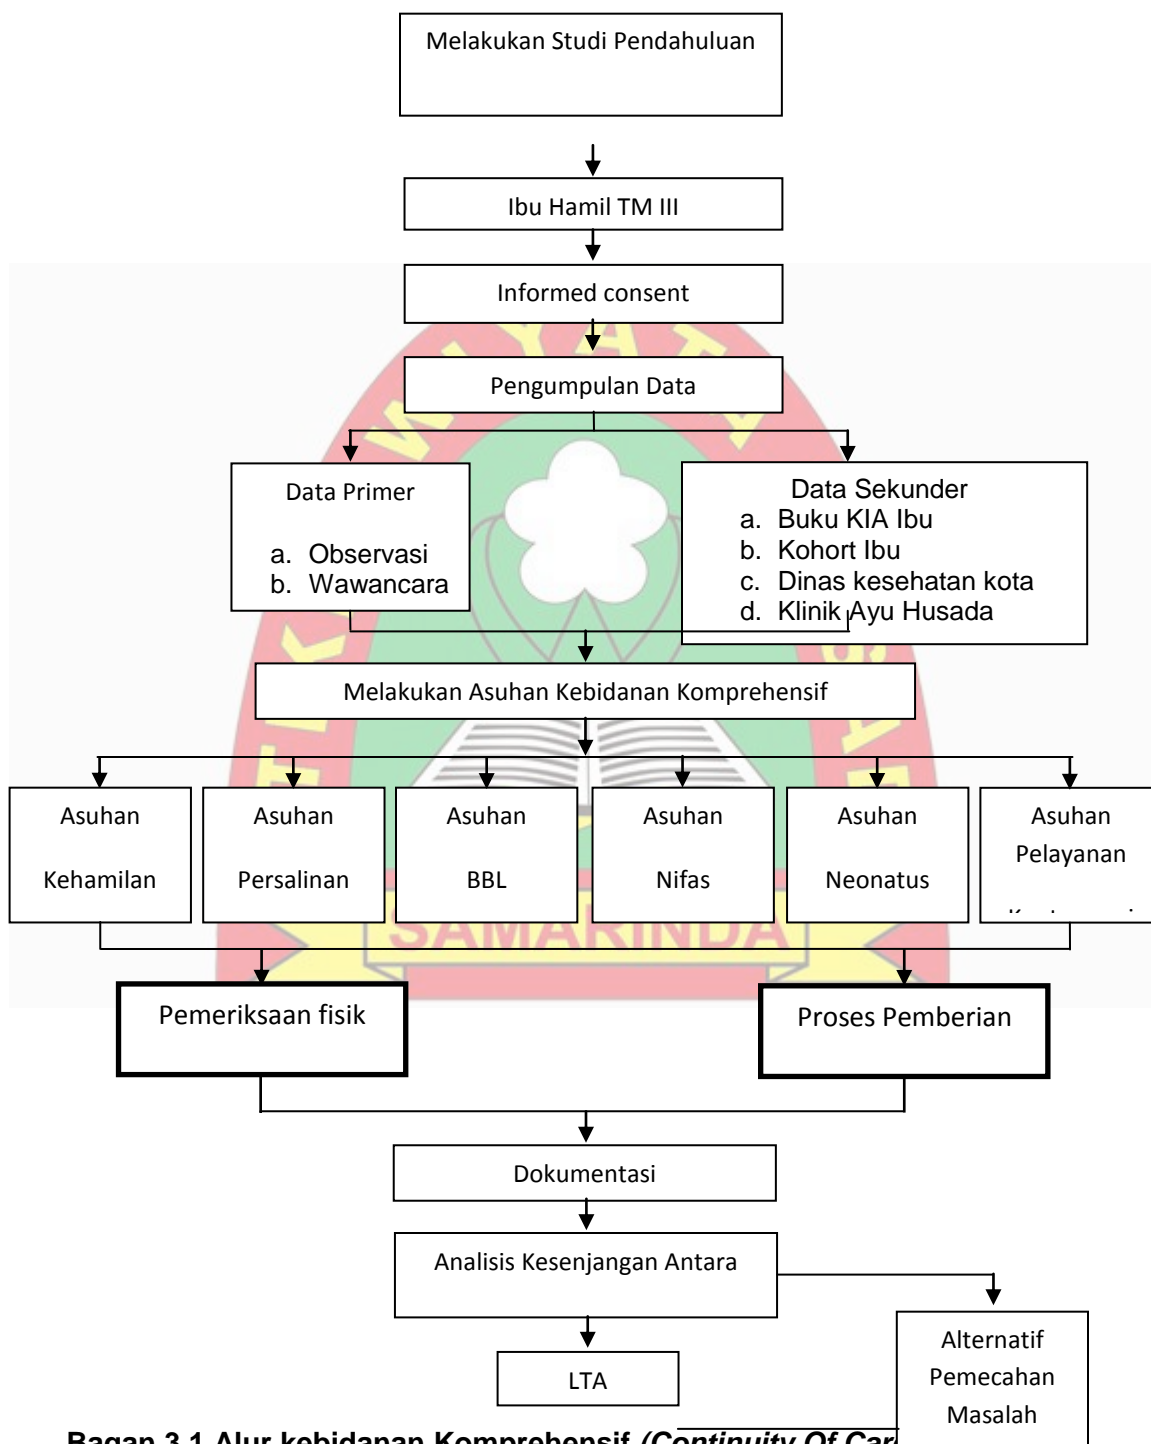 Melakukan Studi Pendahuluan
Ibu Hamil TM III
Informed consent
Pengumpulan Data
Data Primer
a. Observasi
b. Wawancara
Data Sekunder
a. Buku KIA Ibu
b. Kohort Ibu
c. Dinas kesehatan kota
d. Klinik Ayu Husada
Melakukan Asuhan Kebidanan Komprehensif
Asuhan
Kehamilan
Asuhan
Persalinan
Asuhan
BBL
Asuhan
Nifas
Asuhan
Neonatus
Asuhan
Pelayanan
SAMARINDA
Pemeriksaan fisik
Proses Pemberian
Dokumentasi
Analisis Kesenjangan Antara
LTA
Alternatif
Pemecahan
Masalah
Bagan 3.1 Alur kebidanan Komprehensif (Continuity Of Car